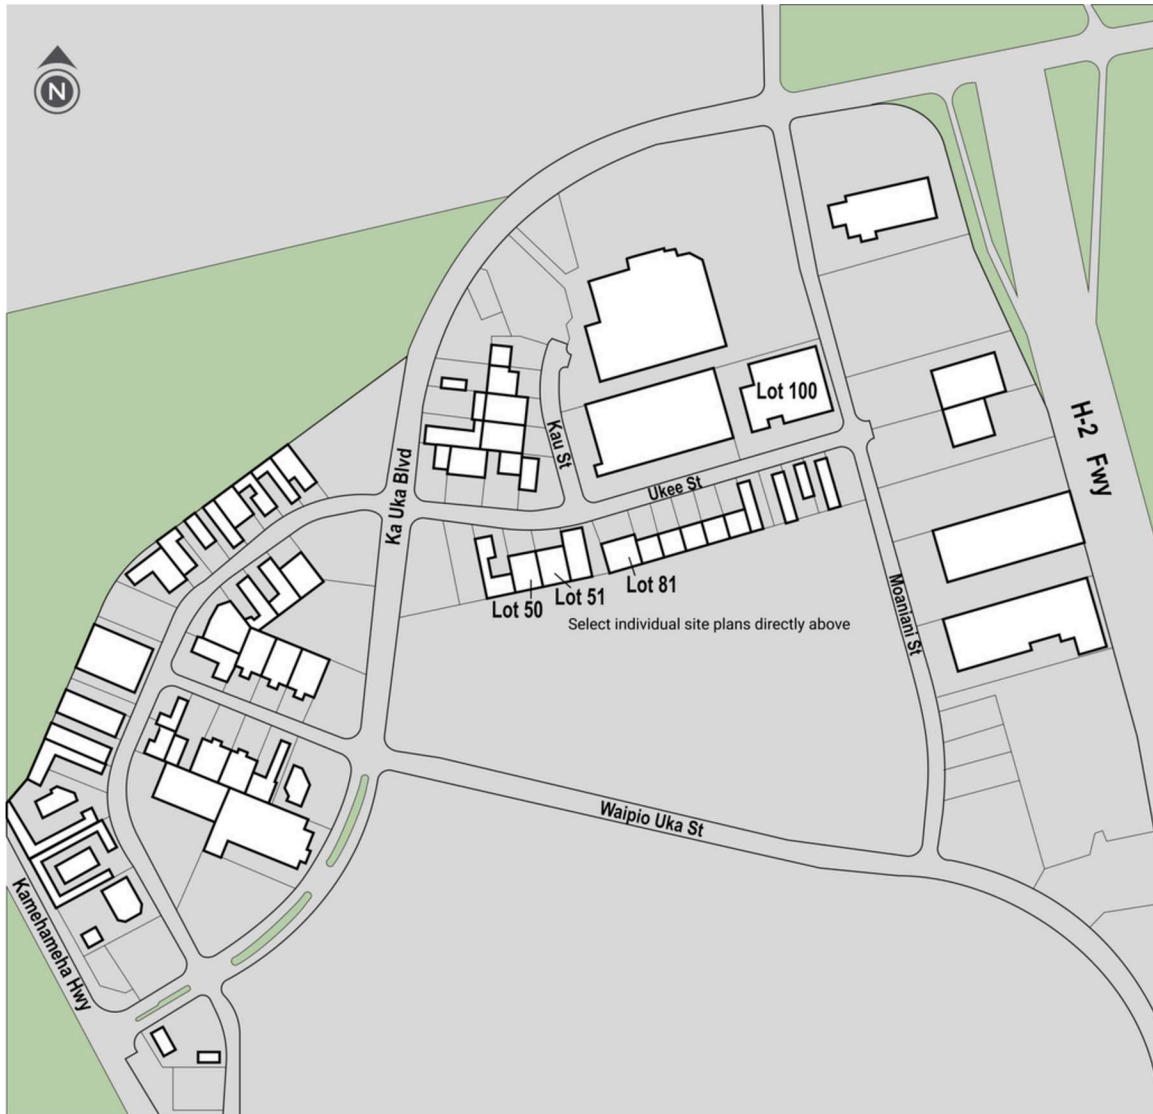 N
Lot 100
H-2 Fwy
Kau St
Ka Uka Blvd
Ukee St
Lot 81
Lot 51
Lot 50
Select individual site plans directly above
Moaniani St
Waipio Uka St
Kamehameha Hwy